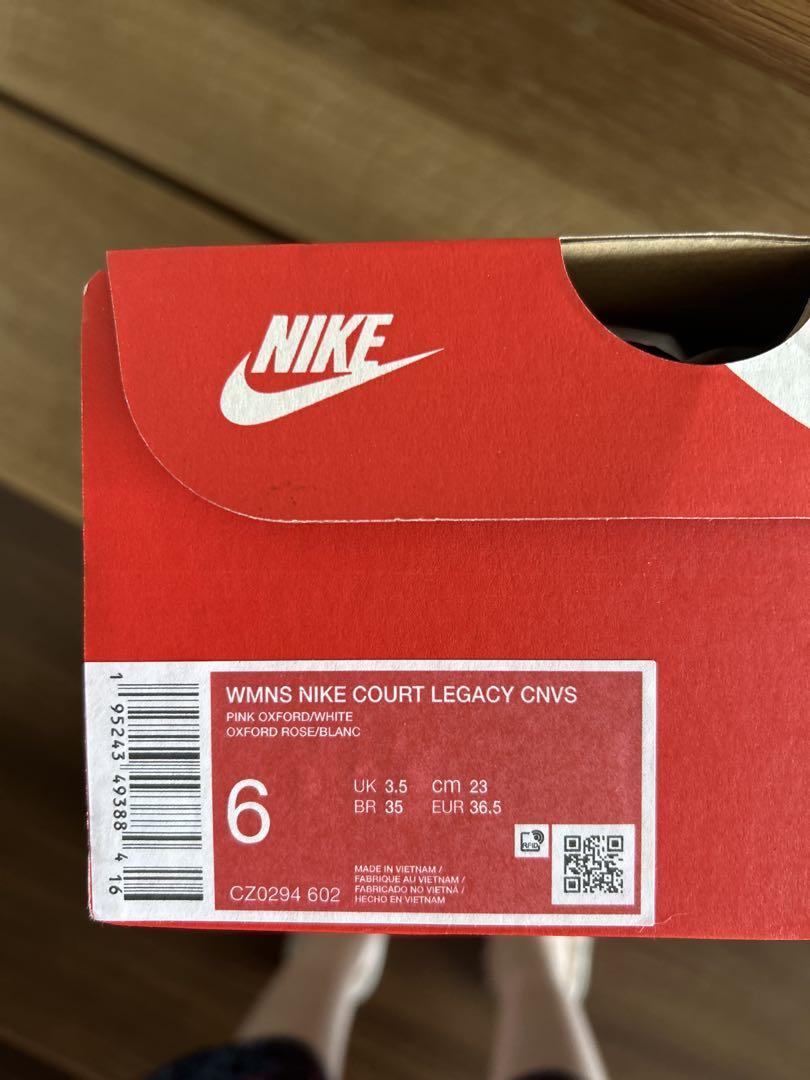 NIKE
WMNS NIKE COURT LEGACY CNVS
PINK OXFORD/WHITE
OXFORD ROSE/BLANC
6
UK 3.5 cm 23
BR 35 EUR 36.5
RFID
MADE IN VIETNAM /
FABRIQUE AU VIETNAM /
FABRICADO NO VIETNÃ /
HECHO EN VIETNAM
CZ0294 602
1 95243 49388 4 16